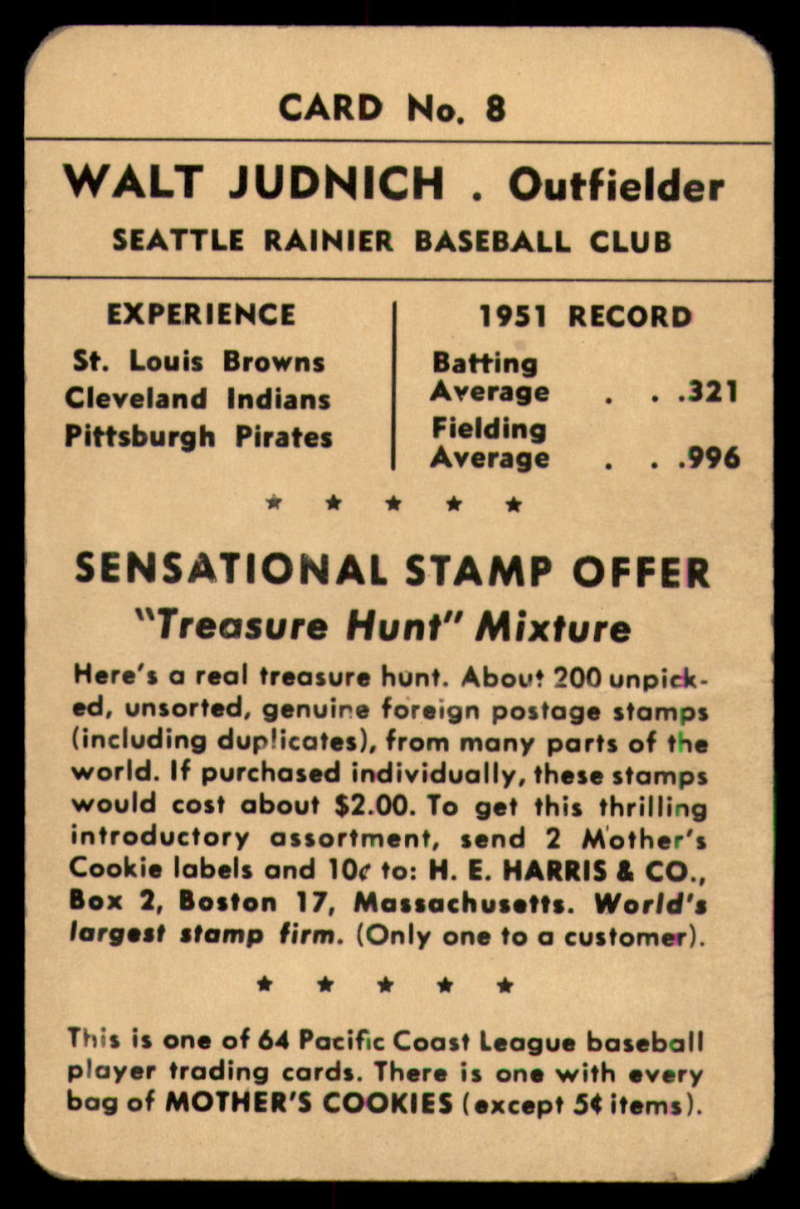 CARD No. 8
WALT JUDNICH . Outfielder
SEATTLE RAINIER BASEBALL CLUB
EXPERIENCE
St. Louis Browns
Cleveland Indians
Pittsburgh Pirates
1951 RECORD
Batting
Average . . .321
Fielding
Average . . .996
★ ★ ★ ★ ★
SENSATIONAL STAMP OFFER
"Treasure Hunt" Mixture
Here's a real treasure hunt. About 200 unpick-
ed, unsorted, genuine foreign postage stamps
(including duplicates), from many parts of the
world. If purchased individually, these stamps
would cost about $2.00. To get this thrilling
introductory assortment, send 2 Mother's
Cookie labels and 10¢ to: H. E. HARRIS & CO.,
Box 2, Boston 17, Massachusetts. World's
largest stamp firm. (Only one to a customer).
★ ★ ★ ★ ★
This is one of 64 Pacific Coast League baseball
player trading cards. There is one with every
bag of MOTHER'S COOKIES (except 5¢ items).